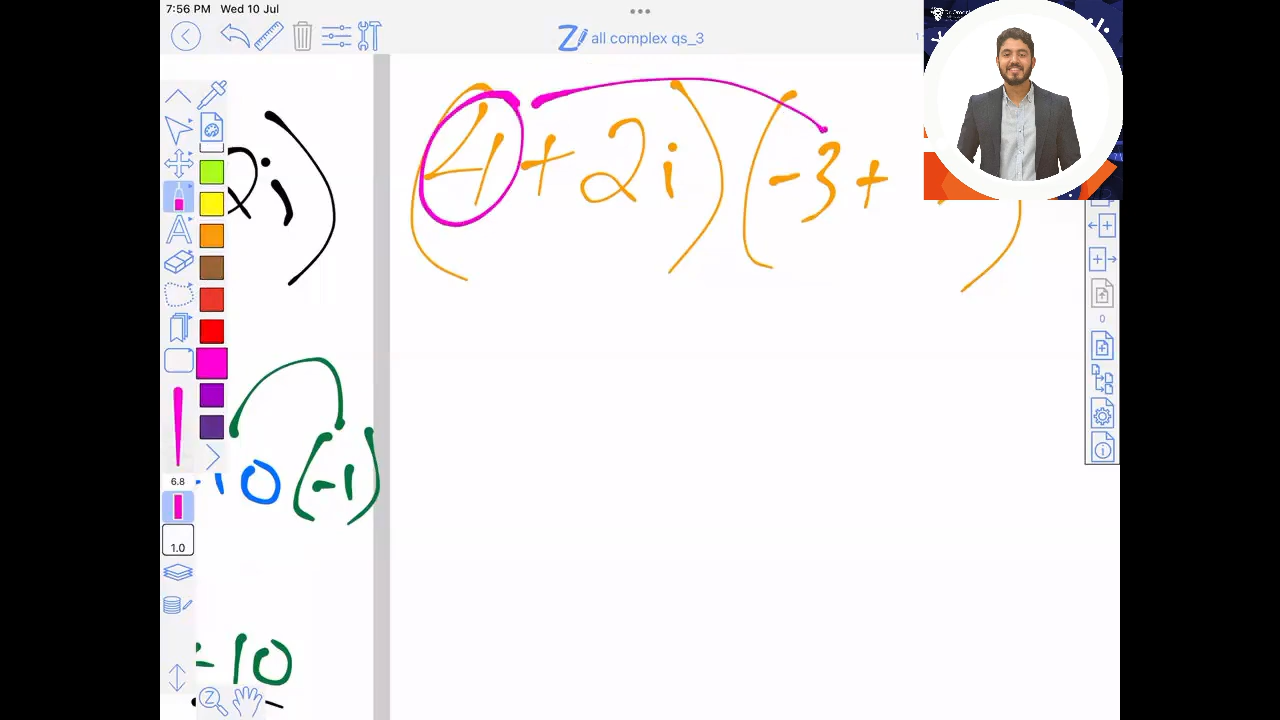 7:56 PM Wed 10 Jul
all complex qs_3
2i)
(4 + 2i) (-3 +
)
-10(-1)
6.8
1.0
0
+10